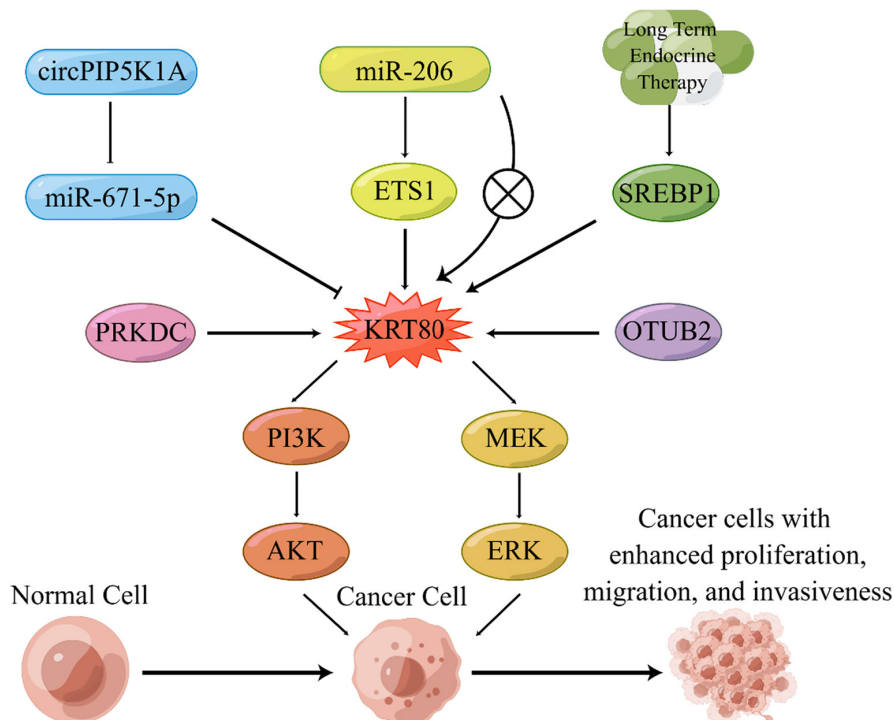 circPIP5K1A
miR-206
Long Term
Endocrine
Therapy
miR-671-5p
ETS1
SREBP1
PRKDC
KRT80
OTUB2
PI3K
MEK
AKT
ERK
Normal Cell
Cancer Cell
Cancer cells with
enhanced proliferation,
migration, and invasiveness